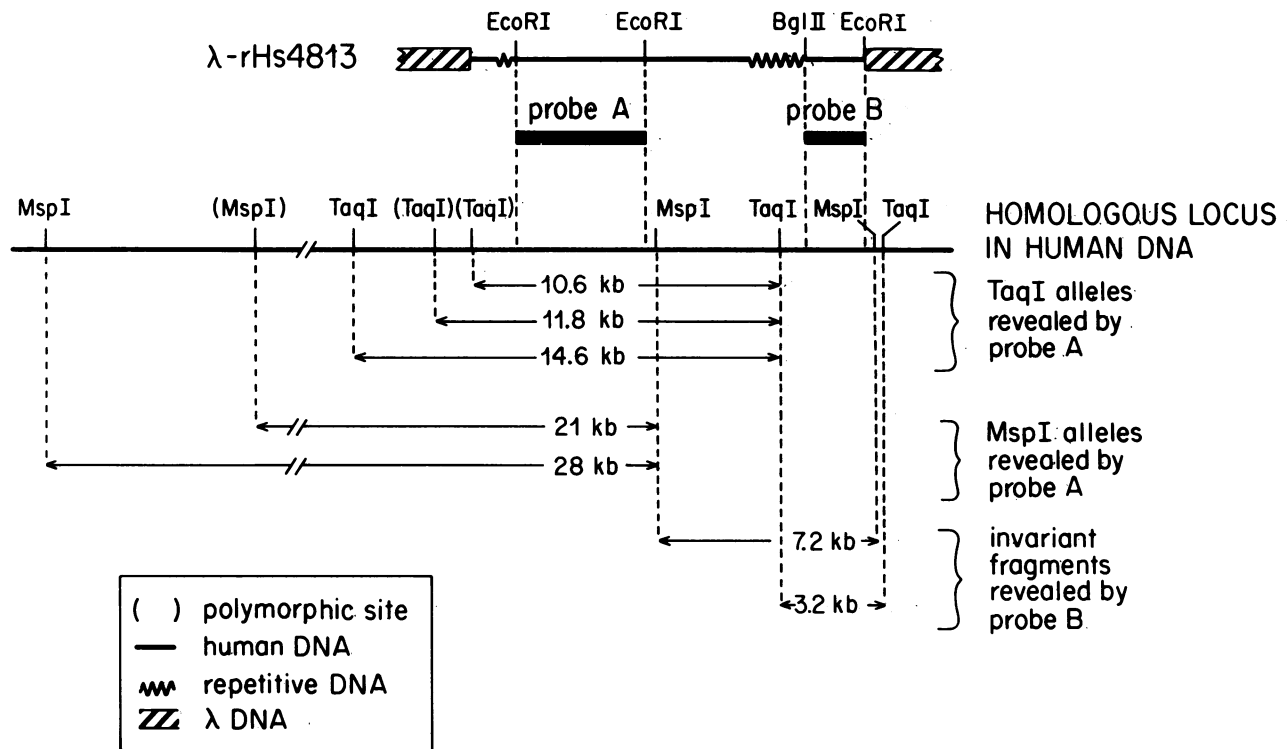 EcoRI EcoRI BglII EcoRI
λ-rHs4813
probe A probe B
MspI (MspI) TaqI (TaqI) (TaqI) MspI TaqI MspI TaqI
HOMOLOGOUS LOCUS
IN HUMAN DNA
10.6 kb
11.8 kb
14.6 kb
TaqI alleles
revealed by
probe A
21 kb
28 kb
MspI alleles
revealed by
probe A
7.2 kb
3.2 kb
invariant
fragments
revealed by
probe B
( ) polymorphic site
human DNA
repetitive DNA
λ DNA